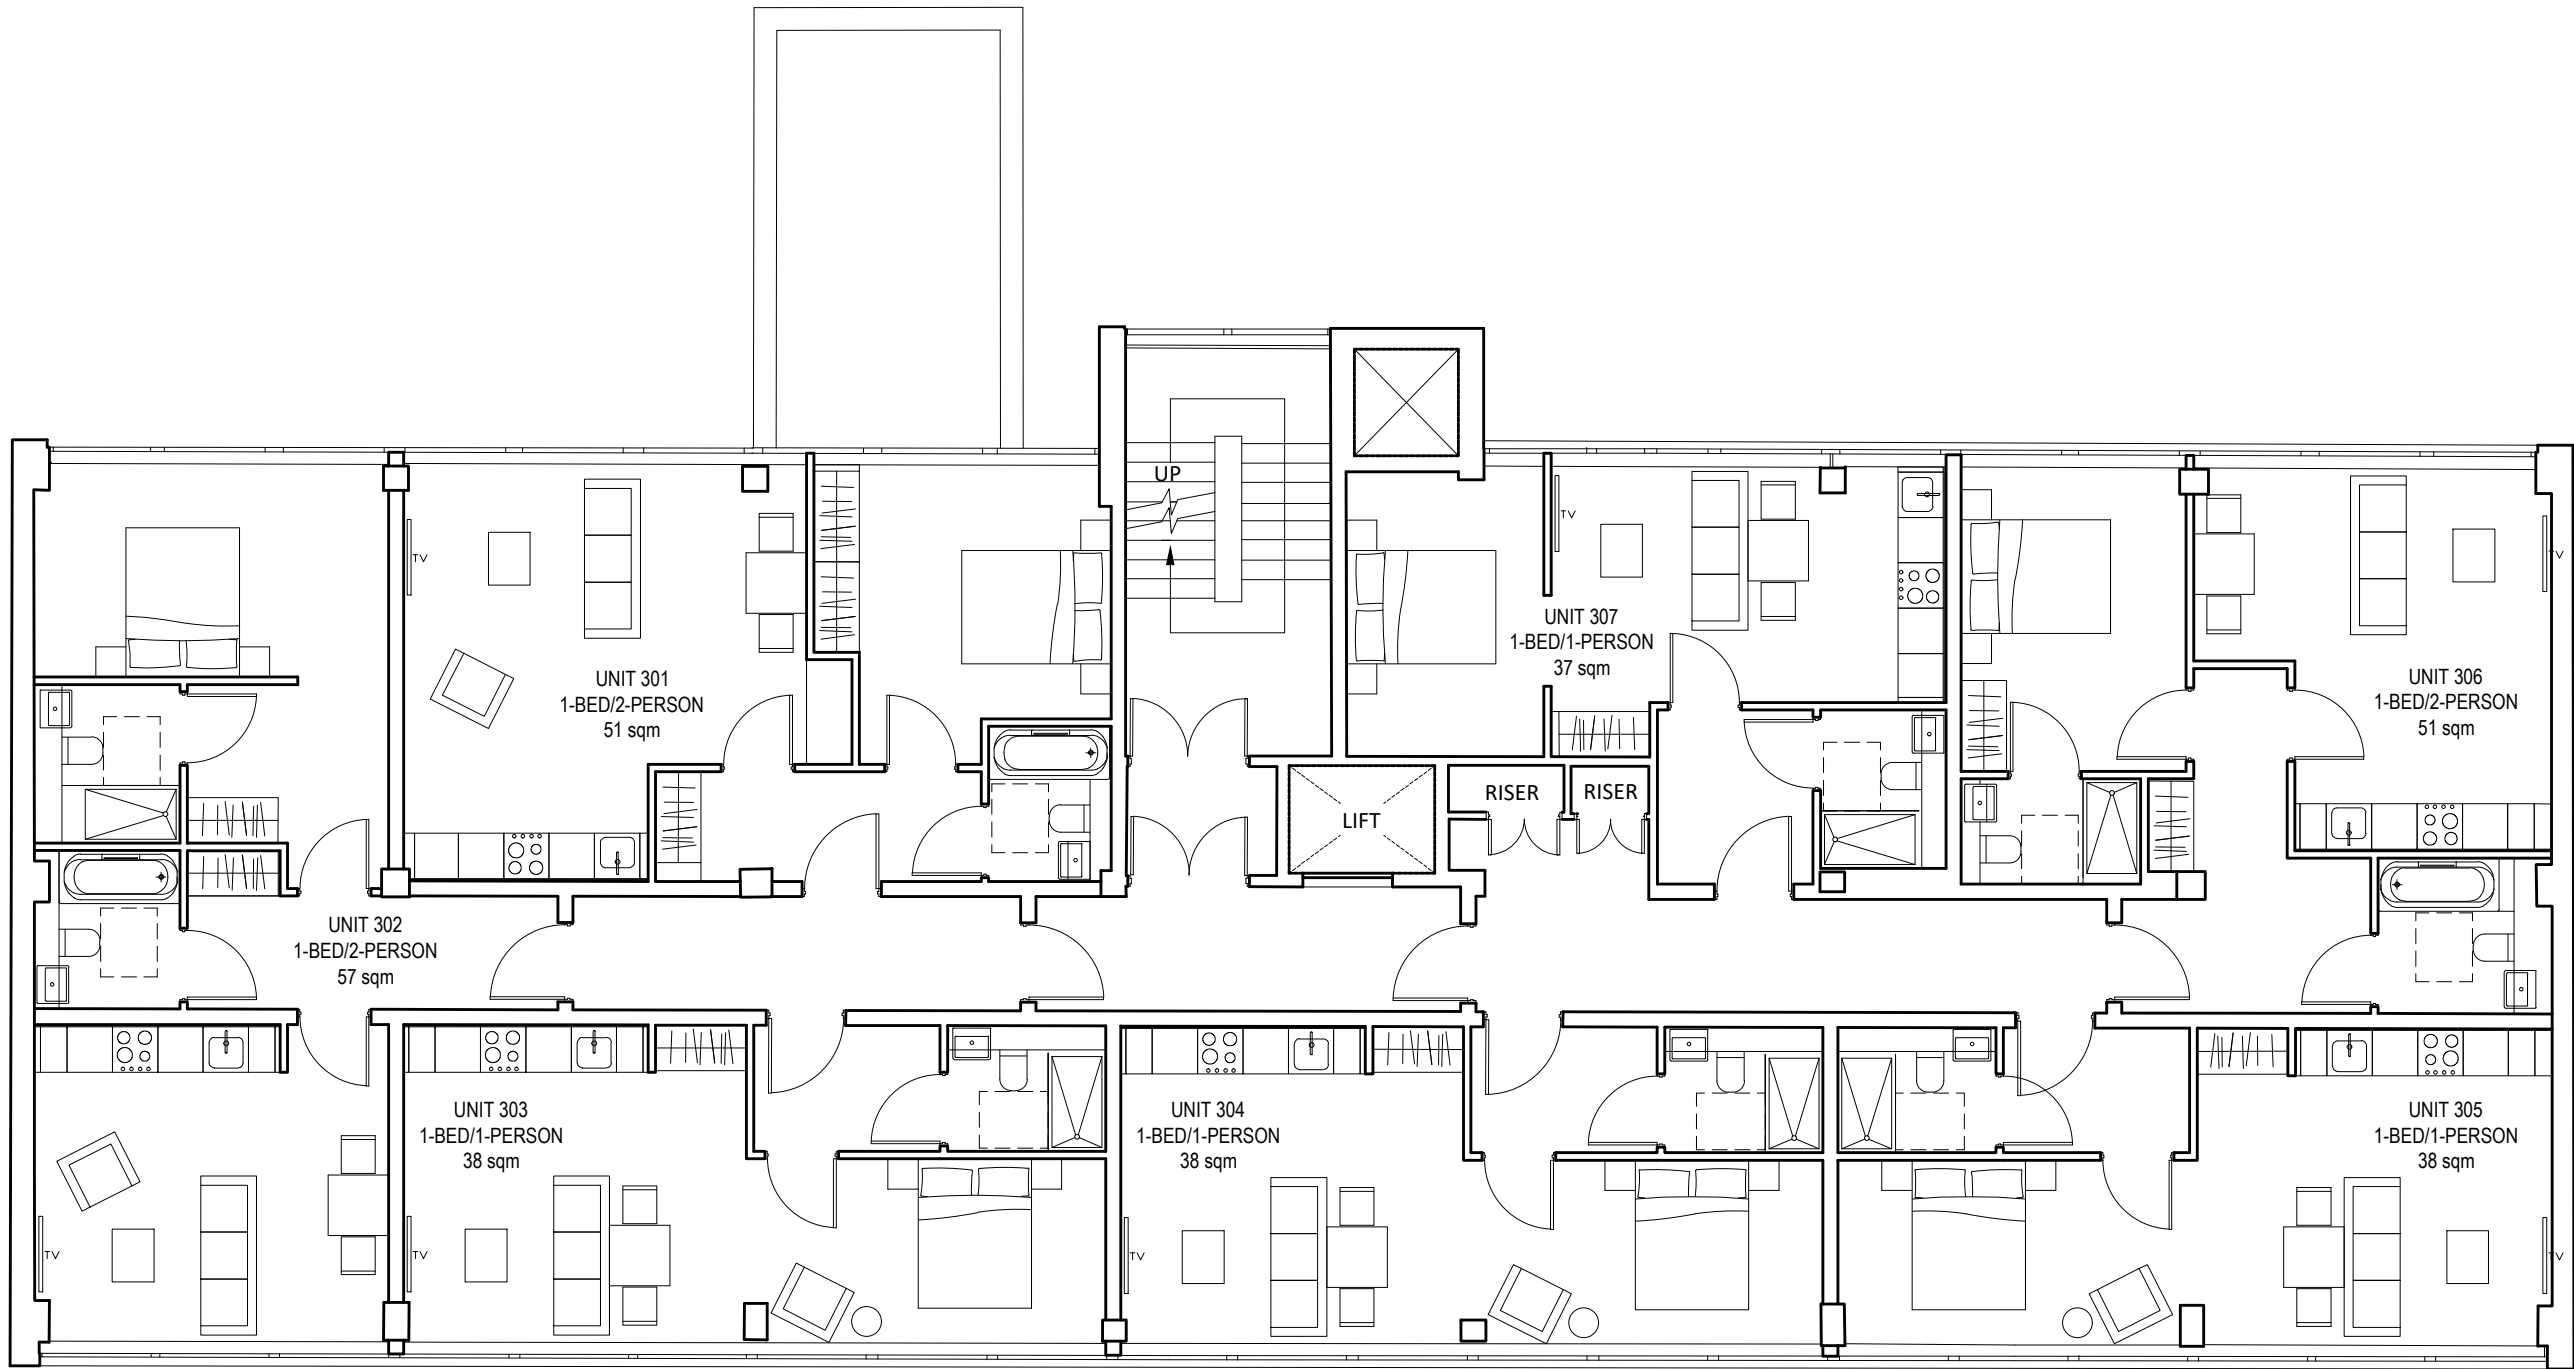 UP
TV
UNIT 301
1-BED/2-PERSON
51 sqm
TV
UNIT 307
1-BED/1-PERSON
37 sqm
TV
UNIT 306
1-BED/2-PERSON
51 sqm
LIFT
RISER
RISER
UNIT 302
1-BED/2-PERSON
57 sqm
TV
UNIT 303
1-BED/1-PERSON
38 sqm
TV
UNIT 304
1-BED/1-PERSON
38 sqm
TV
UNIT 305
1-BED/1-PERSON
38 sqm
TV